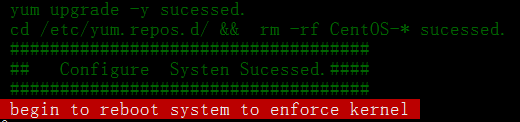 yum upgrade -y sucessed.
cd /etc/yum.repos.d/ &&  rm -rf CentOS-* sucessed.
###################################
##   Configure  Systen Sucessed.####
###################################
begin to reboot system to enforce kernel